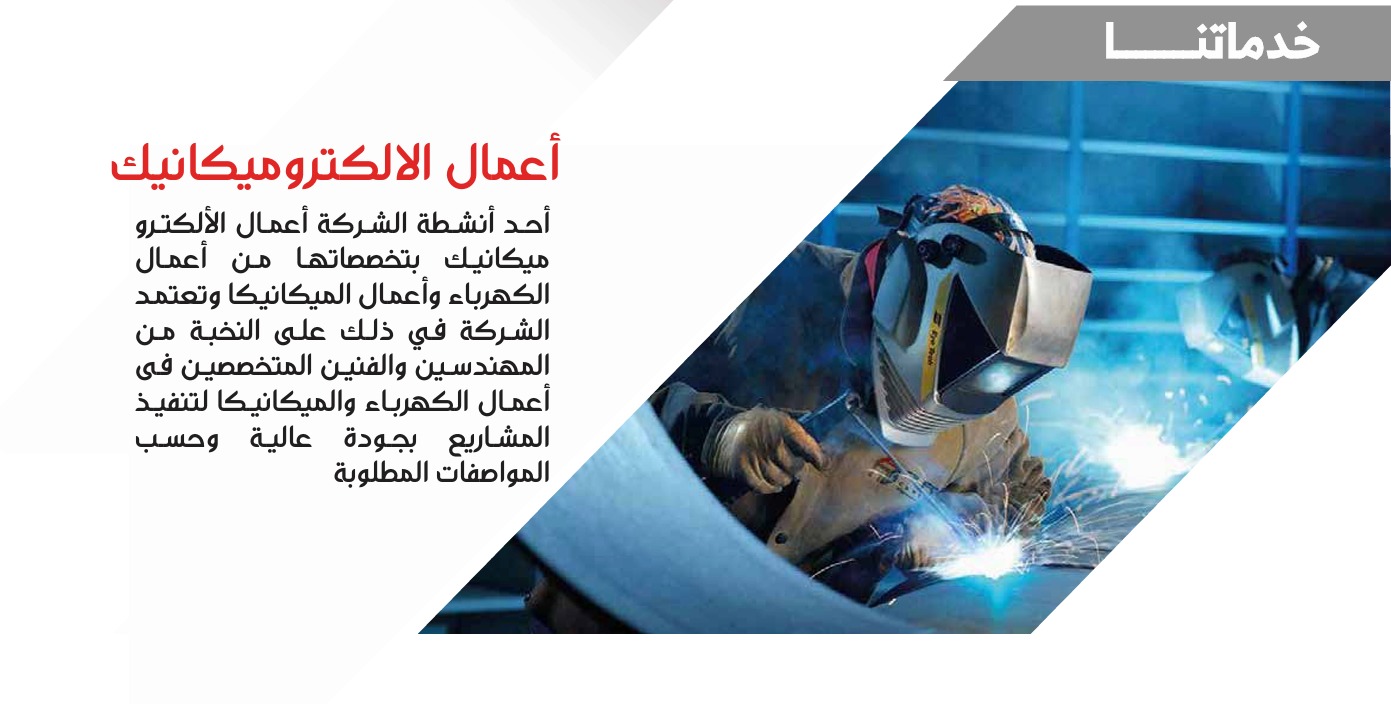 خدماتنـــــــا
أعمال الالكتروميكانيك
أحد أنشطة الشركة أعمال الألكترو
ميكانيك بتخصصاتها من أعمال
الكهرباء وأعمال الميكانيكا وتعتمد
الشركة في ذلك على النخبة من
المهندسين والفنين المتخصصين فى
أعمال الكهرباء والميكانيكا لتنفيذ
المشاريع بجودة عالية وحسب
المواصفات المطلوبة